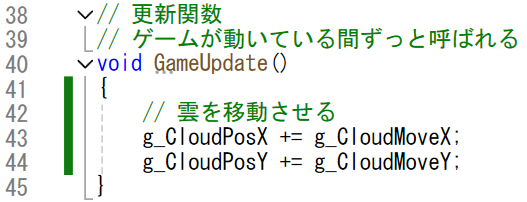 38 // 更新関数
39 // ゲームが動いている間ずっと呼ばれる
40 void GameUpdate()
41 {
42 // 雲を移動させる
43 g_CloudPosX += g_CloudMoveX;
44 g_CloudPosY += g_CloudMoveY;
45 }